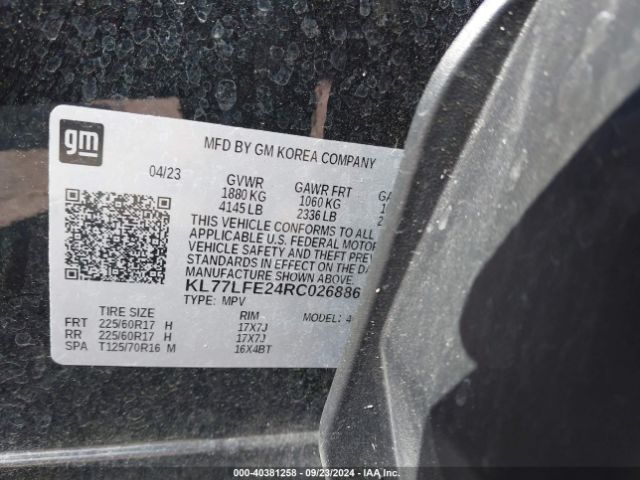 gm
MFD BY GM KOREA COMPANY
04/23 GVWR GAWR FRT
1880 KG 1060 KG
4145 LB 2336 LB
THIS VEHICLE CONFORMS TO ALL
APPLICABLE U.S. FEDERAL MOTOR
VEHICLE SAFETY AND THEFT
STANDARDS IN EFFECT ON THE DA
MANUFACTURE SHOWN ABOVE.
KL77LFE24RC026886
TYPE: MPV
TIRE SIZE RIM MODEL: 4
FRT 225/60R17 H 17X7J
RR 225/60R17 H 17X7J
SPA T125/70R16 M 16X4BT
000-40381258 - 09/23/2024 - IAAI.COM